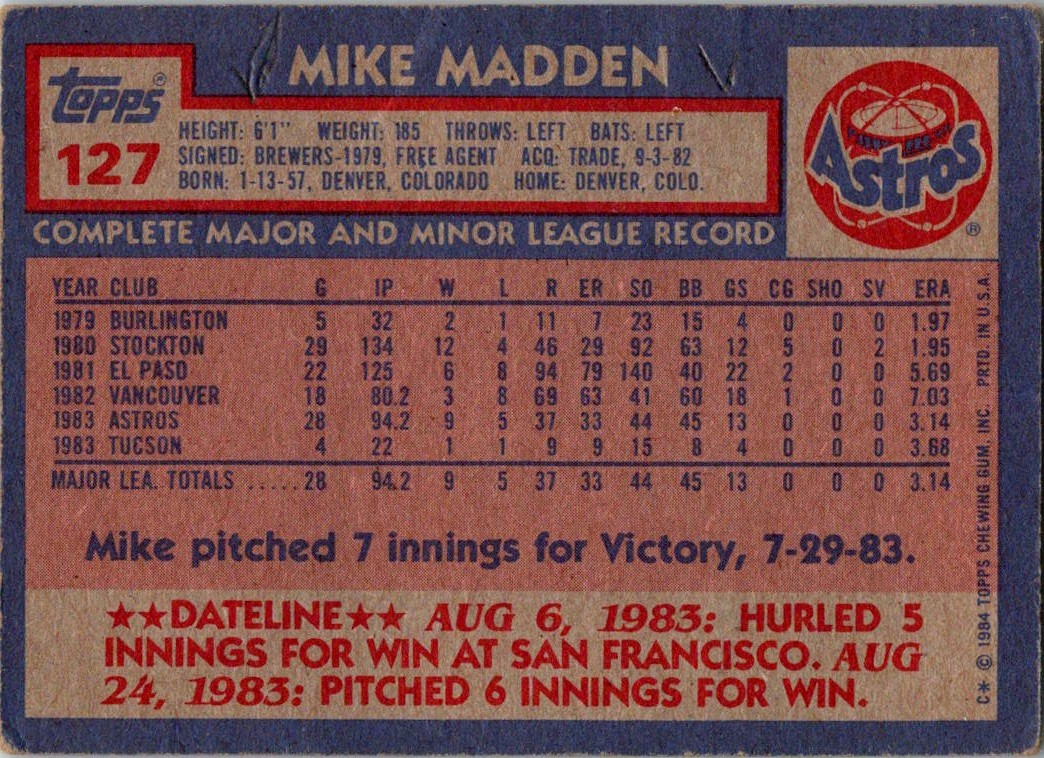 MIKE MADDEN
TOPPS®
127
HEIGHT: 6'1" WEIGHT: 185 THROWS: LEFT BATS: LEFT
SIGNED: BREWERS-1979, FREE AGENT ACQ: TRADE, 9-3-82
BORN: 1-13-57, DENVER, COLORADO HOME: DENVER, COLO.
Astros
®
COMPLETE MAJOR AND MINOR LEAGUE RECORD
YEAR CLUB G IP W L R ER SO BB GS CG SHO SV ERA
1979 BURLINGTON 5 32 2 1 11 7 23 15 4 0 0 0 1.97
1980 STOCKTON 29 134 12 4 46 29 92 63 12 5 0 2 1.95
1981 EL PASO 22 125 6 8 94 79 140 40 22 2 0 0 5.69
1982 VANCOUVER 18 80.2 3 8 69 63 41 60 18 1 0 0 7.03
1983 ASTROS 28 94.2 9 5 37 33 44 45 13 0 0 0 3.14
1983 TUCSON 4 22 1 1 9 9 15 8 4 0 0 0 3.68
MAJOR LEA. TOTALS .....28 94.2 9 5 37 33 44 45 13 0 0 0 3.14
Mike pitched 7 innings for Victory, 7-29-83.
★★DATELINE★★ AUG 6, 1983: HURLED 5
INNINGS FOR WIN AT SAN FRANCISCO. AUG
24, 1983: PITCHED 6 INNINGS FOR WIN.
C* © 1984 TOPPS CHEWING GUM, INC. PRTD. IN U.S.A.